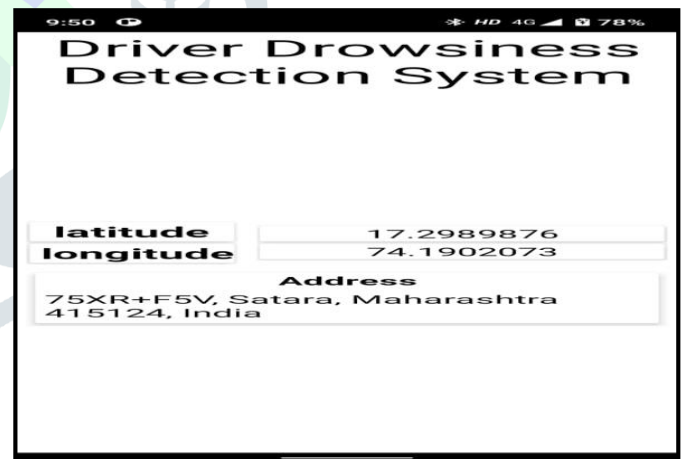 9:50 HD 4G 78%
Driver Drowsiness
Detection System
latitude 17.2989876
longitude 74.1902073
Address
75XR+F5V, Satara, Maharashtra
415124, India